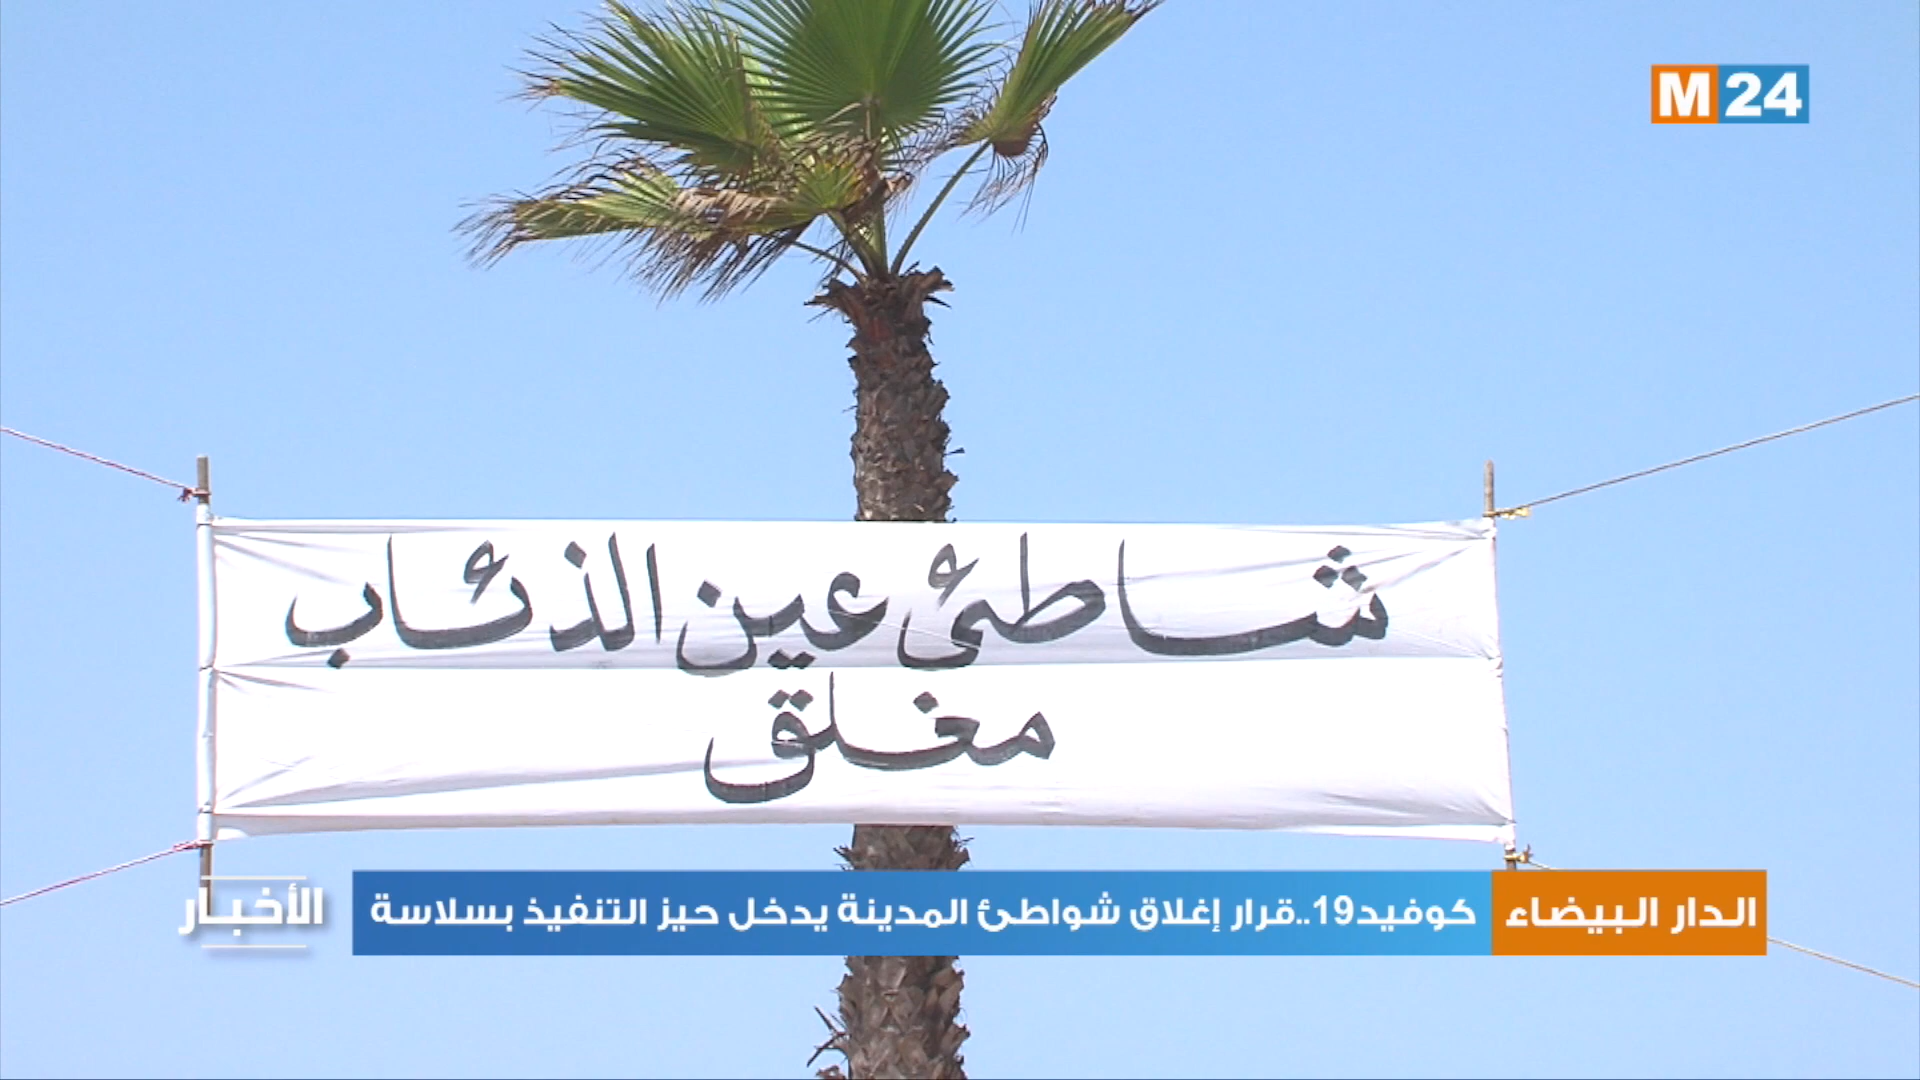 M24
شاطئ عين الذئاب
مغلق
الدار البيضاء
كوفيد19..قرار إغلاق شواطئ المدينة يدخل حيز التنفيذ بسلاسة
الأخبار